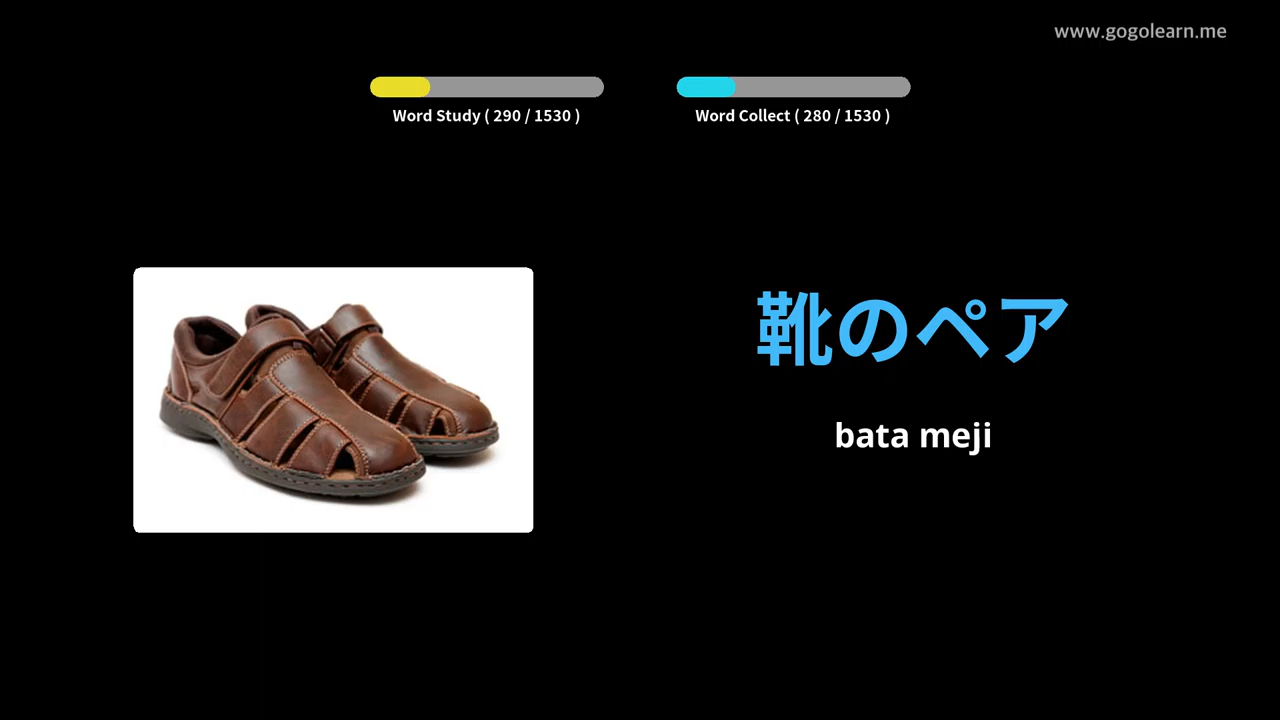 www.gogolearn.me
Word Study ( 290 / 1530 )
Word Collect ( 280 / 1530 )
靴のペア
bata meji